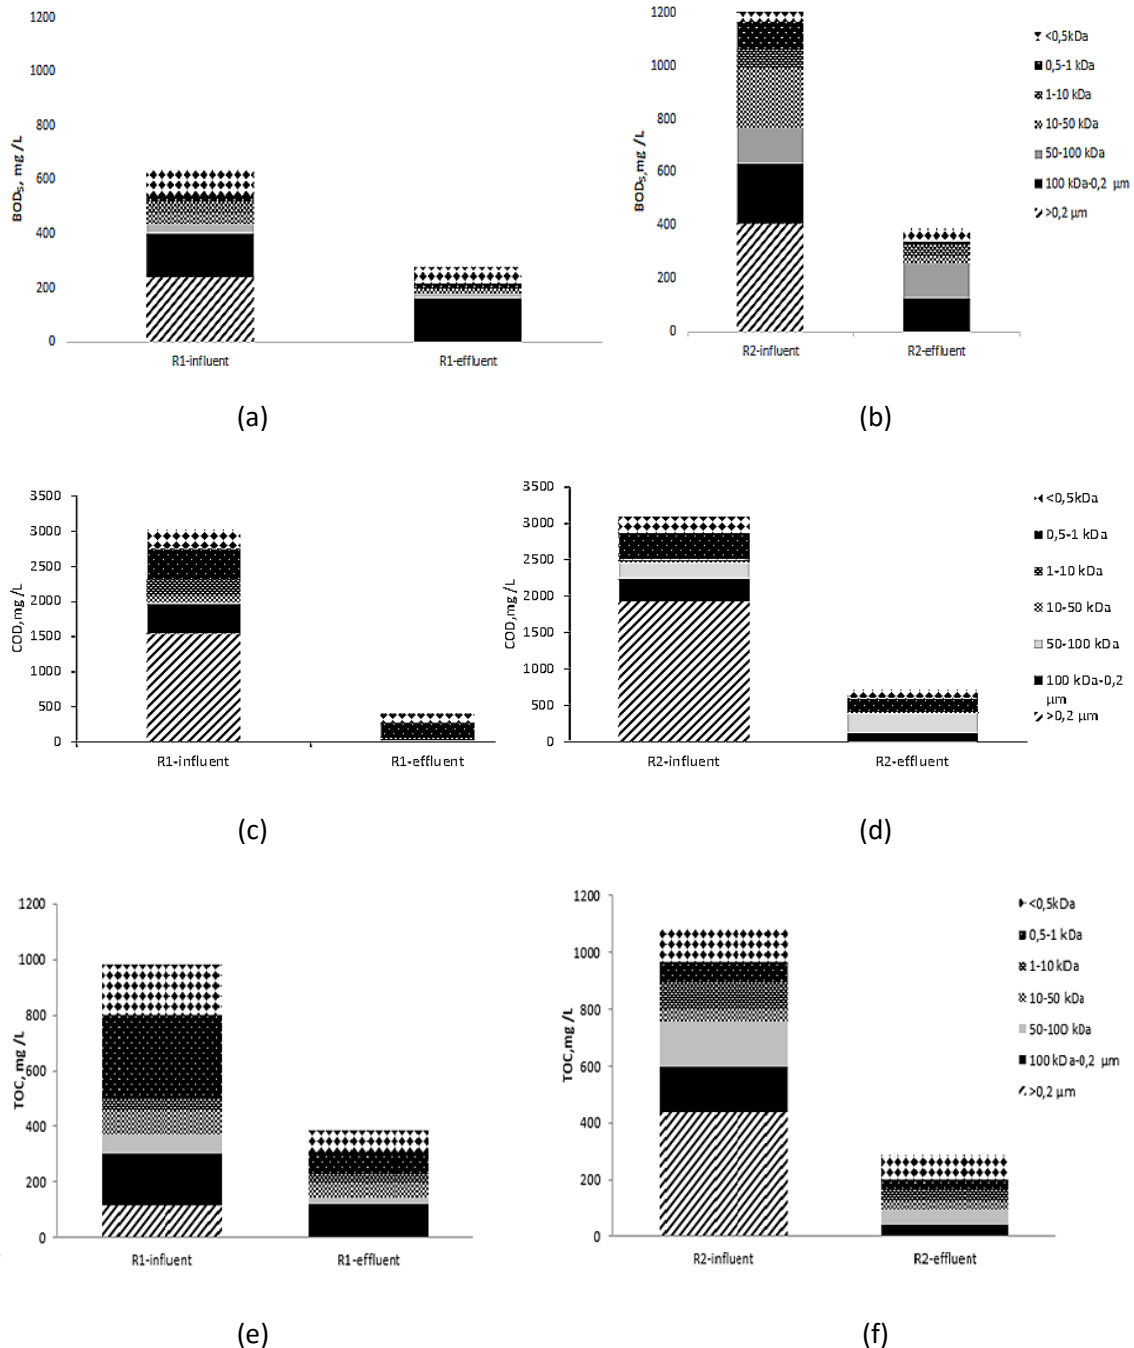 1200
1000
800
600
400
200
0
BOD₅, mg /L
R1-influent
R1-effluent
(a)
1200
1000
800
600
400
200
0
BOD₅,mg /L
R2-influent
R2-effluent
<0,5kDa
0,5-1 kDa
1-10 kDa
10-50 kDa
50-100 kDa
100 kDa-0,2 µm
>0,2 µm
(b)
3500
3000
2500
2000
1500
1000
500
0
COD,mg /L
R1-influent
R1-effluent
(c)
3500
3000
2500
2000
1500
1000
500
0
COD,mg /L
R2-influent
R2-effluent
<0,5kDa
0,5-1 kDa
1-10 kDa
10-50 kDa
50-100 kDa
100 kDa-0,2
µm
>0,2 µm
(d)
1200
1000
800
600
400
200
0
TOC, mg /L
R1-influent
R1-effluent
(e)
1200
1000
800
600
400
200
0
TOC,mg /L
R2-influent
R2-effluent
<0,5kDa
0,5-1 kDa
1-10 kDa
10-50 kDa
50-100 kDa
100 kDa-0,2 µm
>0,2 µm
(f)